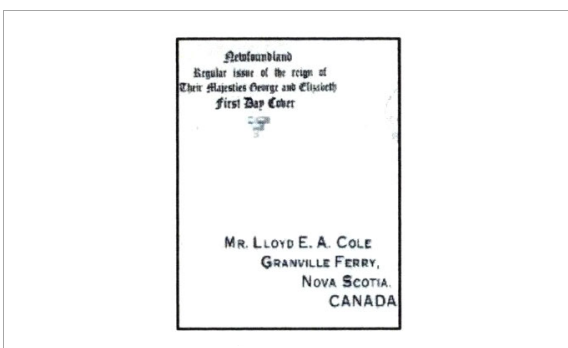 Newfoundland
Regular issue of the reign of
Their Majesties George and Elizabeth
First Day Cover
MR. LLOYD E. A. COLE
GRANVILLE FERRY,
NOVA SCOTIA.
CANADA